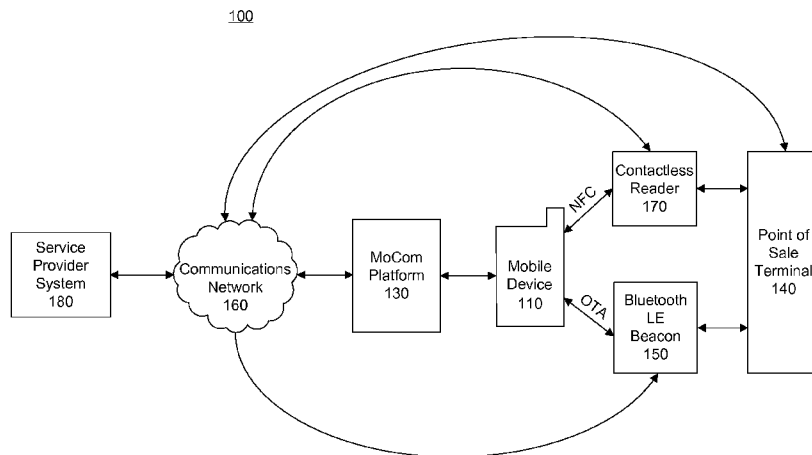 100
Service
Provider
System
180
Communications
Network
160
MoCom
Platform
130
Mobile
Device
110
NFC
OTA
Contactless
Reader
170
Bluetooth
LE
Beacon
150
Point of
Sale
Terminal
140